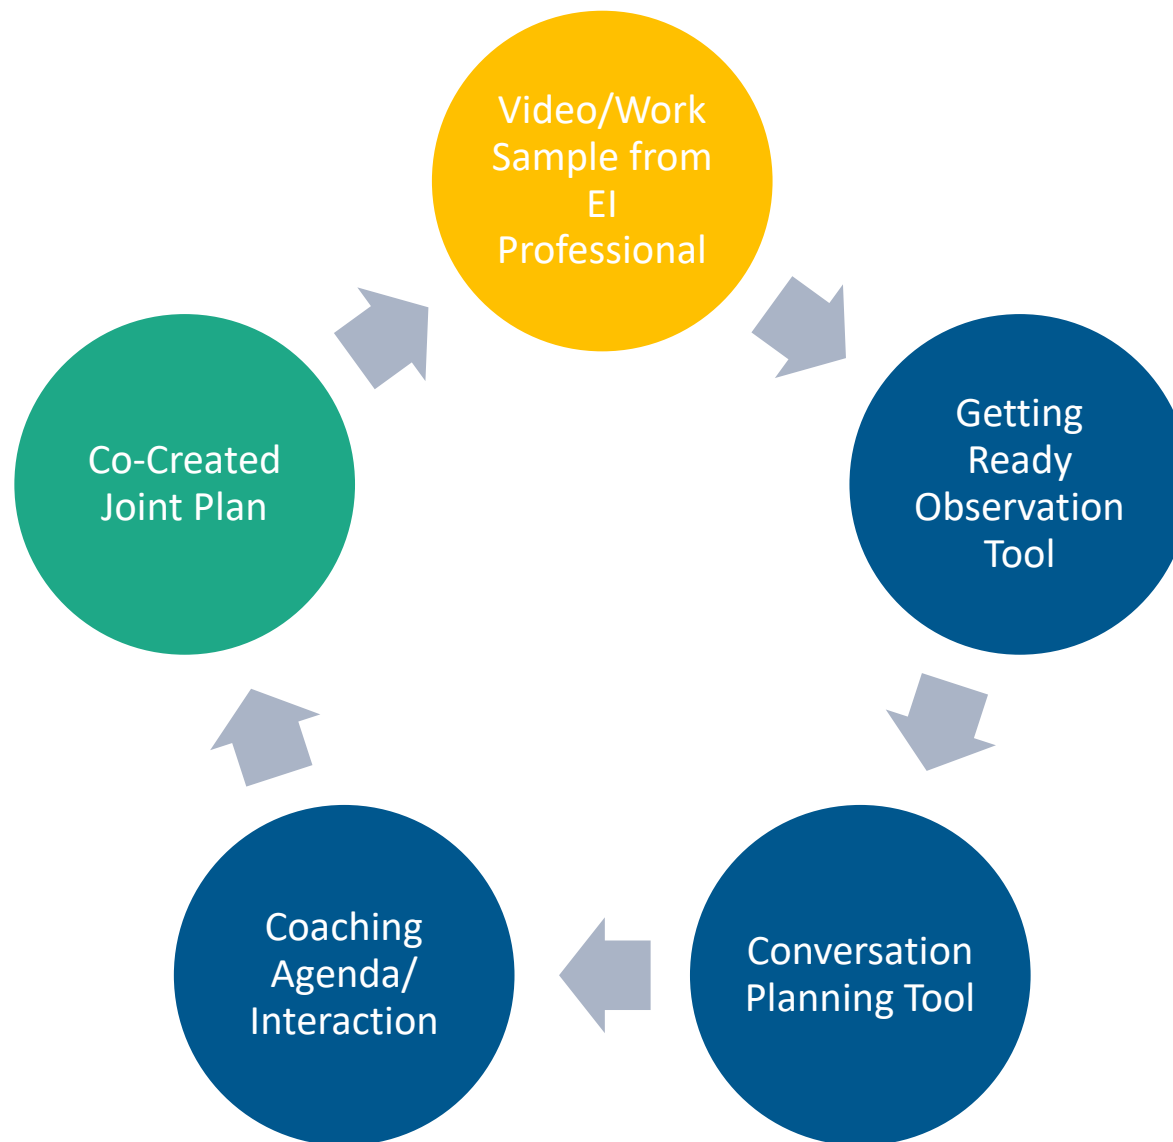 Video/Work
Sample from
EI
Professional
Getting
Ready
Observation
Tool
Conversation
Planning Tool
Coaching
Agenda/
Interaction
Co-Created
Joint Plan